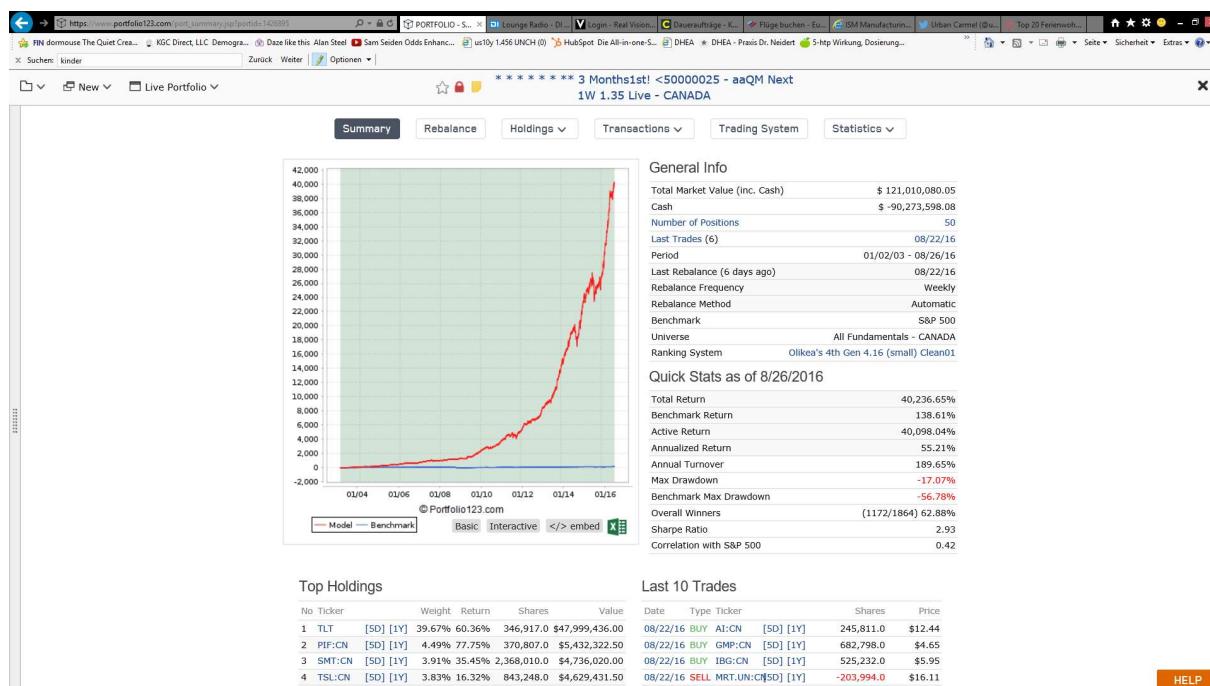 https://www.portfolio123.com/port_summary.jsp?portid=1426895
PORTFOLIO - S...
Lounge Radio - DI ...
Login - Real Vision...
Daueraufträge - K...
Flüge buchen - Eu...
ISM Manufacturin...
Urban Carmel (@u...
Top 20 Ferienwoh...
FIN dormouse The Quiet Crea...
KGC Direct, LLC Demogra...
Daze like this Alan Steel
Sam Seiden Odds Enhanc...
us10y 1.456 UNCH (0)
HubSpot Die All-in-one-S...
DHEA
DHEA - Praxis Dr. Neidert
5-htp Wirkung, Dosierung...
Seite
Sicherheit
Extras
x Suchen: kinder
Zurück Weiter
Optionen
New
Live Portfolio
* * * * * * ** 3 Months1st! <50000025 - aaQM Next
1W 1.35 Live - CANADA
Summary
Rebalance
Holdings
Transactions
Trading System
Statistics
42,000
40,000
38,000
36,000
34,000
32,000
30,000
28,000
26,000
24,000
22,000
20,000
18,000
16,000
14,000
12,000
10,000
8,000
6,000
4,000
2,000
0
-2,000
01/04 01/06 01/08 01/10 01/12 01/14 01/16
© Portfolio123.com
Model Benchmark
Basic
Interactive
</> embed
General Info
Total Market Value (inc. Cash) $ 121,010,080.05
Cash $ -90,273,598.08
Number of Positions 50
Last Trades (6) 08/22/16
Period 01/02/03 - 08/26/16
Last Rebalance (6 days ago) 08/22/16
Rebalance Frequency Weekly
Rebalance Method Automatic
Benchmark S&P 500
Universe All Fundamentals - CANADA
Ranking System Olikea's 4th Gen 4.16 (small) Clean01
Quick Stats as of 8/26/2016
Total Return 40,236.65%
Benchmark Return 138.61%
Active Return 40,098.04%
Annualized Return 55.21%
Annual Turnover 189.65%
Max Drawdown -17.07%
Benchmark Max Drawdown -56.78%
Overall Winners (1172/1864) 62.88%
Sharpe Ratio 2.93
Correlation with S&P 500 0.42
Top Holdings
No Ticker Weight Return Shares Value
1 TLT [5D] [1Y] 39.67% 60.36% 346,917.0 $47,999,436.00
2 PIF:CN [5D] [1Y] 4.49% 77.75% 370,807.0 $5,432,322.50
3 SMT:CN [5D] [1Y] 3.91% 35.45% 2,368,010.0 $4,736,020.00
4 TSL:CN [5D] [1Y] 3.83% 16.32% 843,248.0 $4,629,431.50
Last 10 Trades
Date Type Ticker Shares Price
08/22/16 BUY AI:CN [5D] [1Y] 245,811.0 $12.44
08/22/16 BUY GMP:CN [5D] [1Y] 682,798.0 $4.65
08/22/16 BUY IBG:CN [5D] [1Y] 525,232.0 $5.95
08/22/16 SELL MRT.UN:CN [5D] [1Y] -203,994.0 $16.11
HELP